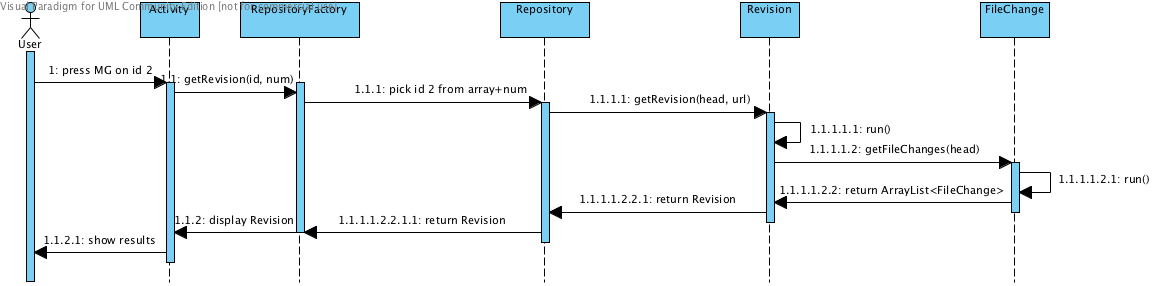 Visual Paradigm for UML Community Edition [not for commercial use]
Activity
RepositoryFactory
Repository
Revision
FileChange
User
1: press MG on id 2
1.1: getRevision(id, num)
1.1.1: pick id 2 from array+num
1.1.1.1: getRevision(head, url)
1.1.1.1.1: run()
1.1.1.1.2: getFileChanges(head)
1.1.1.1.2.1: run()
1.1.1.1.2.2: return ArrayList<FileChange>
1.1.1.1.2.2.1: return Revision
1.1.1.1.2.2.1.1: return Revision
1.1.2: display Revision
1.1.2.1: show results